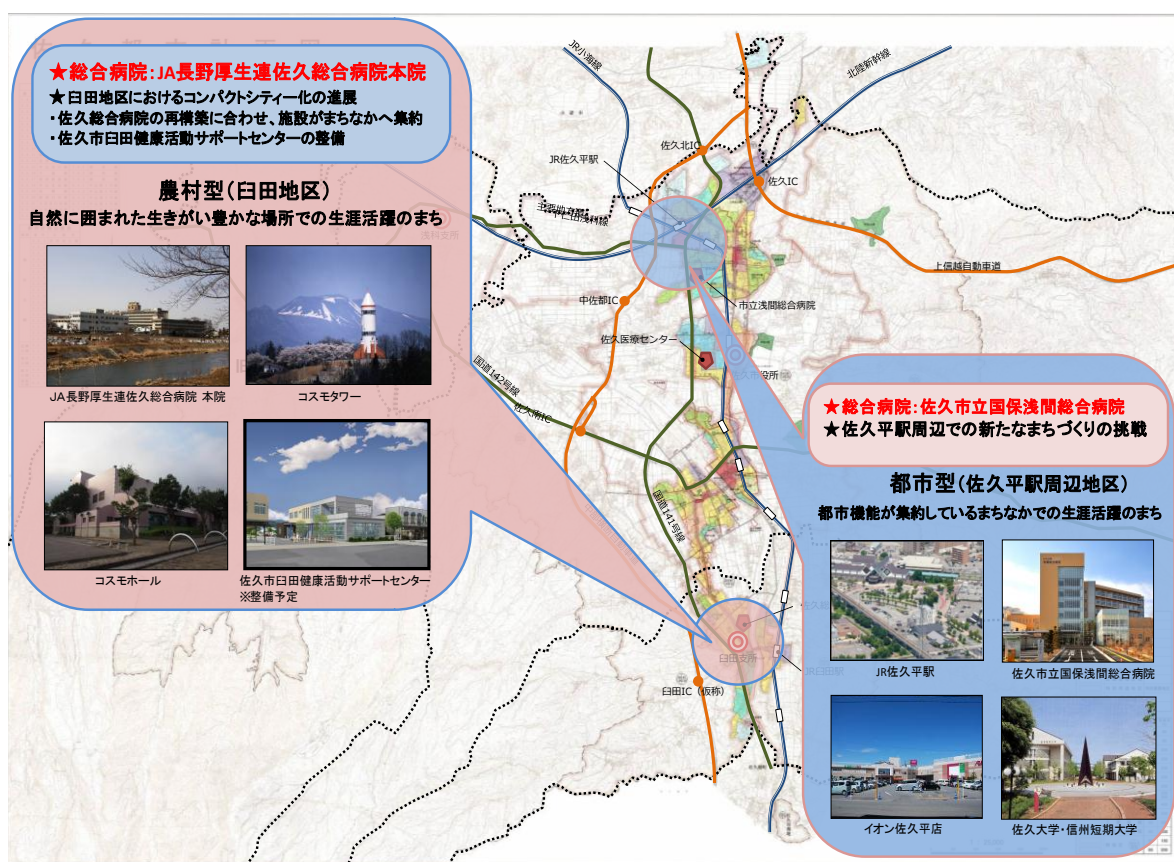 ★総合病院:JA長野厚生連佐久総合病院本院
★臼田地区におけるコンパクトシティー化の進展
・佐久総合病院の再構築に合わせ、施設がまちなかへ集約
・佐久市臼田健康活動サポートセンターの整備
農村型(臼田地区)
自然に囲まれた生きがい豊かな場所での生涯活躍のまち
JA長野厚生連佐久総合病院 本院
コスモタワー
コスモホール
佐久市臼田健康活動サポートセンター
※整備予定
JR小海線
北陸新幹線
佐久北IC
JR佐久平駅
佐久IC
上信越自動車道
中佐都IC
市立浅間総合病院
佐久医療センター
国道142号線
佐久南IC
国道141号線
臼田支所
JR臼田駅
臼田IC(仮称)
★総合病院:佐久市立国保浅間総合病院
★佐久平駅周辺での新たなまちづくりの挑戦
都市型(佐久平駅周辺地区)
都市機能が集約しているまちなかでの生涯活躍のまち
JR佐久平駅
佐久市立国保浅間総合病院
イオン佐久平店
佐久大学・信州短期大学